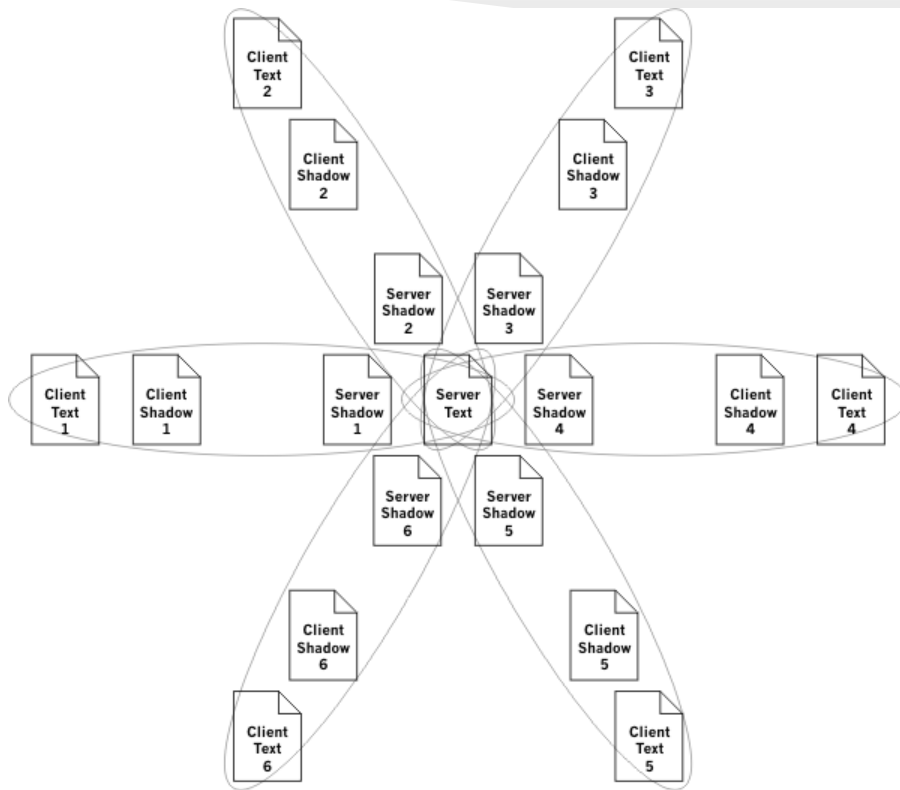 Client
Text
2
Client
Text
3
Client
Shadow
2
Client
Shadow
3
Server
Shadow
2
Server
Shadow
3
Client
Text
1
Client
Shadow
1
Server
Shadow
1
Server
Text
Server
Shadow
4
Client
Shadow
4
Client
Text
4
Server
Shadow
6
Server
Shadow
5
Client
Shadow
6
Client
Shadow
5
Client
Text
6
Client
Text
5